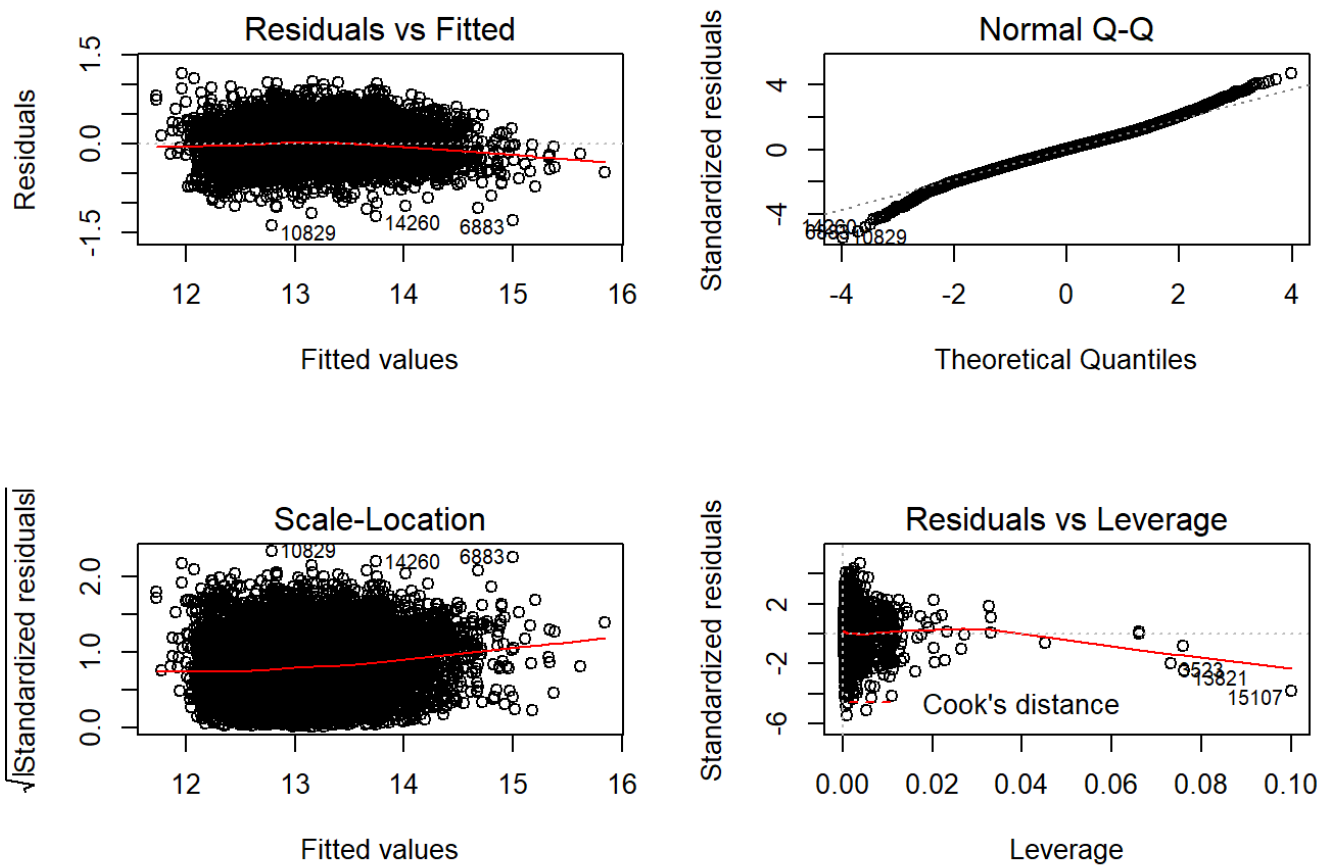 Residuals vs Fitted
Residuals
1.5
0.0
-1.5
10829
14260
6883
12 13 14 15 16
Fitted values
Normal Q-Q
Standardized residuals
4
0
-4
14260
6883
10829
-4 -2 0 2 4
Theoretical Quantiles
Scale-Location
√|Standardized residuals|
2.0
1.0
0.0
10829
14260
6883
12 13 14 15 16
Fitted values
Residuals vs Leverage
Standardized residuals
2
-2
-6
Cook's distance
3523
13821
15107
0.00 0.02 0.04 0.06 0.08 0.10
Leverage